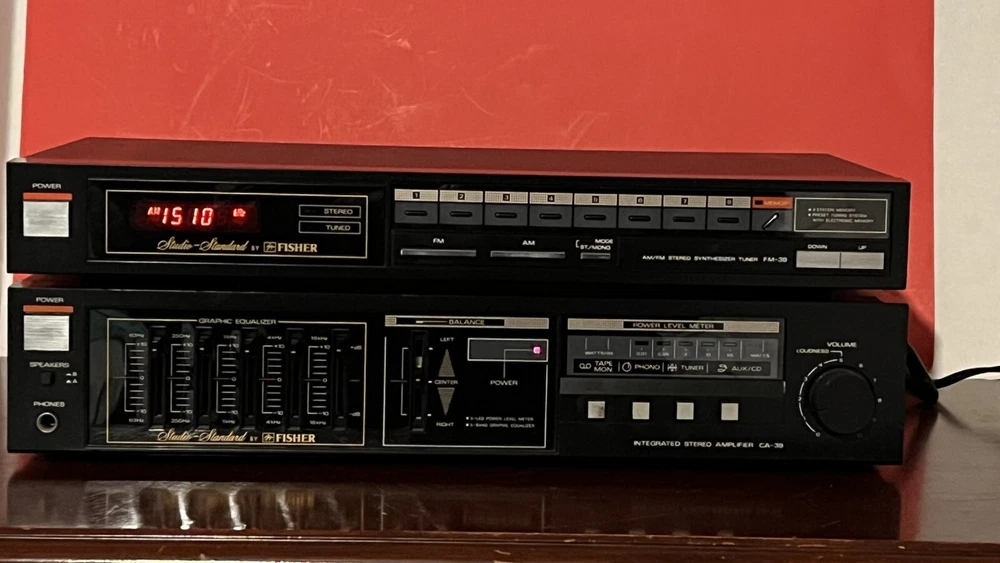 POWER
AM 1510 kHz
STEREO
TUNED
Studio-Standard BY FISHER
1 2 3 4 5 6 7 8 MEMORY
FM
AM
MODE
ST/MONO
AM/FM STEREO SYNTHESIZER TUNER FM-39
8 STATION MEMORY
PRESET TUNING SYSTEM
WITH ELECTRONIC MEMORY
DOWN UP
POWER
SPEAKERS
B
A
PHONES
GRAPHIC EQUALIZER
Studio-Standard BY FISHER
BALANCE
LEFT
CENTER
RIGHT
POWER
5-LED POWER LEVEL METER
5-BAND GRAPHIC EQUALIZER
POWER LEVEL METER
TAPE MON PHONO TUNER AUX/CD
INTEGRATED STEREO AMPLIFIER CA-39
VOLUME
LOUDNESS